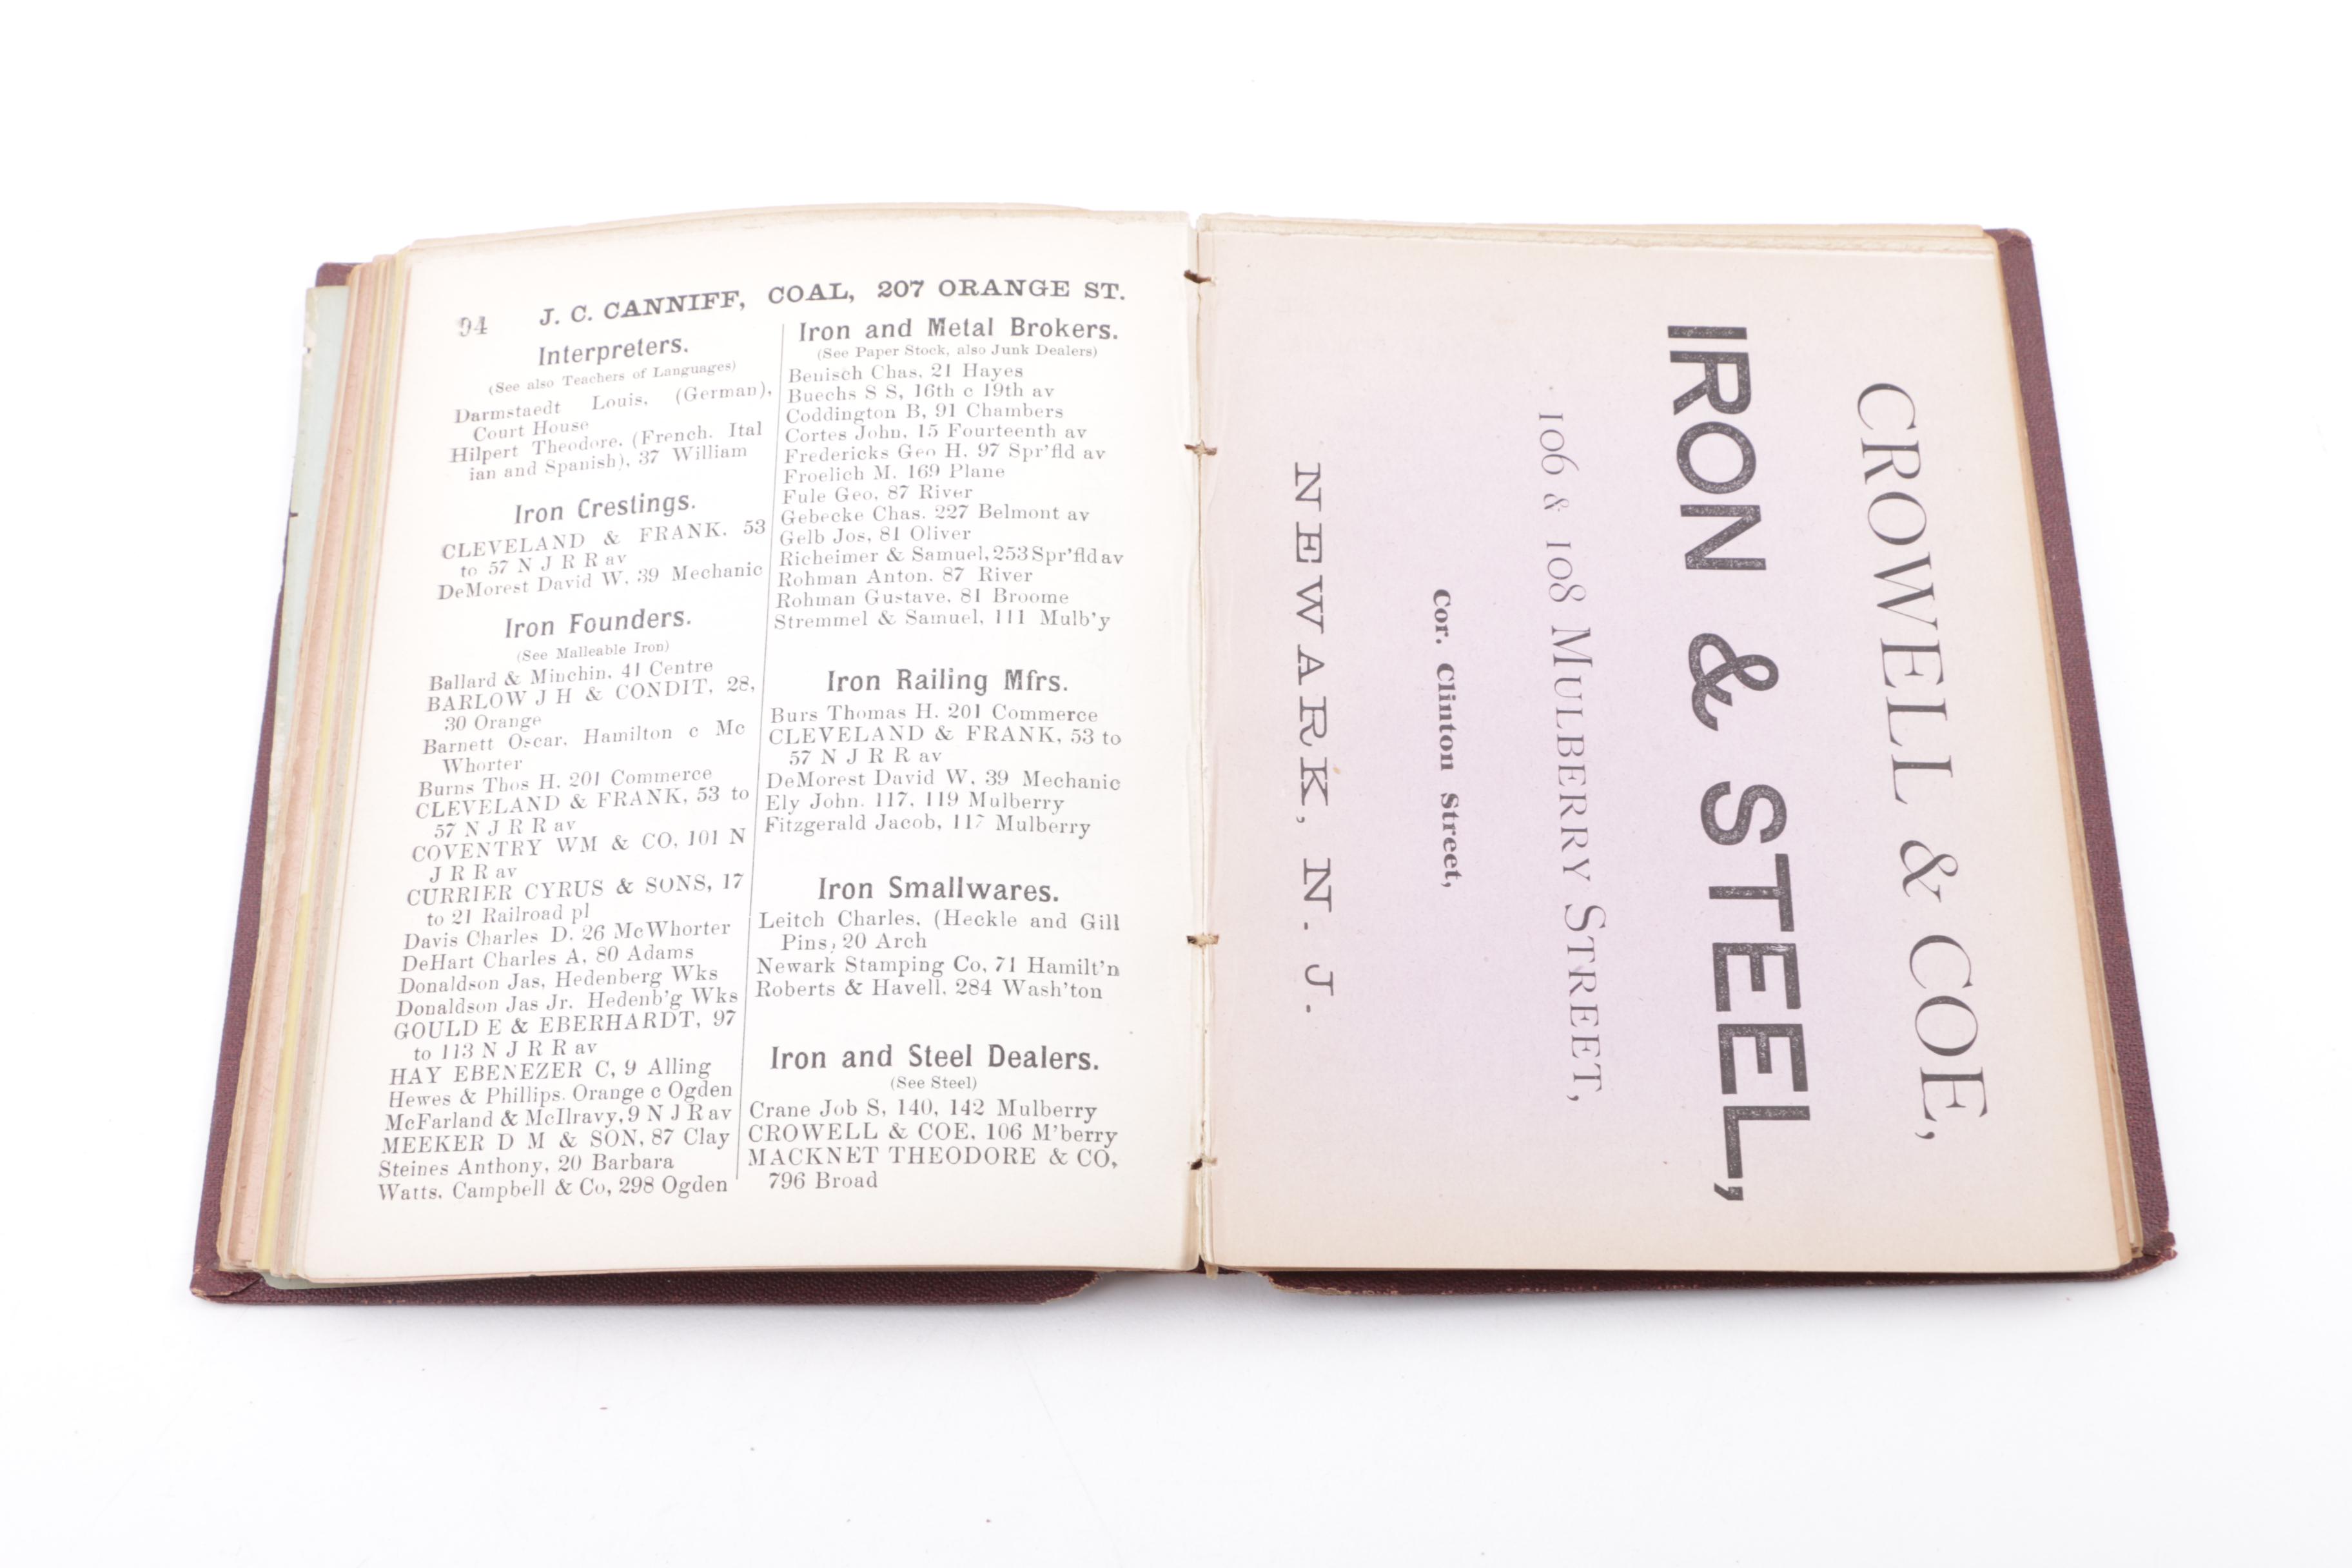 94 J. C. CANNIFF, COAL, 207 ORANGE ST.
Interpreters.
(See also Teachers of Languages)
Darmstaedt Louis, (German),
Court House
Hilpert Theodore, (French, Ital
ian and Spanish), 37 William
Iron Crestings.
CLEVELAND & FRANK. 53
to 57 N J R R av
DeMorest David W, 39 Mechanic
Iron Founders.
(See Malleable Iron)
Ballard & Minchin, 41 Centre
BARLOW J H & CONDIT, 28,
30 Orange
Barnett Oscar, Hamilton c Mc
Whorter
Burns Thos H. 201 Commerce
CLEVELAND & FRANK, 53 to
57 N J R R av
COVENTRY WM & CO, 101 N
J R R av
CURRIER CYRUS & SONS, 17
to 21 Railroad pl
Davis Charles D. 26 McWhorter
DeHart Charles A, 80 Adams
Donaldson Jas, Hedenberg Wks
Donaldson Jas Jr. Hedenb'g Wks
GOULD E & EBERHARDT, 97
to 113 N J R R av
HAY EBENEZER C, 9 Alling
Hewes & Phillips. Orange c Ogden
McFarland & McIlravy, 9 N J R av
MEEKER D M & SON, 87 Clay
Steines Anthony, 20 Barbara
Watts, Campbell & Co, 298 Ogden
Iron and Metal Brokers.
(See Paper Stock, also Junk Dealers)
Benisch Chas, 21 Hayes
Buechs S S, 16th c 19th av
Coddington B, 91 Chambers
Cortes John, 15 Fourteenth av
Fredericks Geo H. 97 Spr'fld av
Froelich M. 169 Plane
Fule Geo, 87 River
Gebecke Chas. 227 Belmont av
Gelb Jos, 81 Oliver
Richeimer & Samuel, 253 Spr'fld av
Rohman Anton. 87 River
Rohman Gustave. 81 Broome
Stremmel & Samuel, 111 Mulb'y
Iron Railing Mfrs.
Burs Thomas H. 201 Commerce
CLEVELAND & FRANK, 53 to
57 N J R R av
DeMorest David W, 39 Mechanic
Ely John. 117, 119 Mulberry
Fitzgerald Jacob, 117 Mulberry
Iron Smallwares.
Leitch Charles, (Heckle and Gill
Pins, 20 Arch
Newark Stamping Co, 71 Hamilt'n
Roberts & Havell, 284 Wash'ton
Iron and Steel Dealers.
(See Steel)
Crane Job S, 140, 142 Mulberry
CROWELL & COE, 106 M'berry
MACKNET THEODORE & CO,
796 Broad
CROWELL & COE,
IRON & STEEL,
106 & 108 MULBERRY STREET,
Cor. Clinton Street,
NEWARK, N. J.